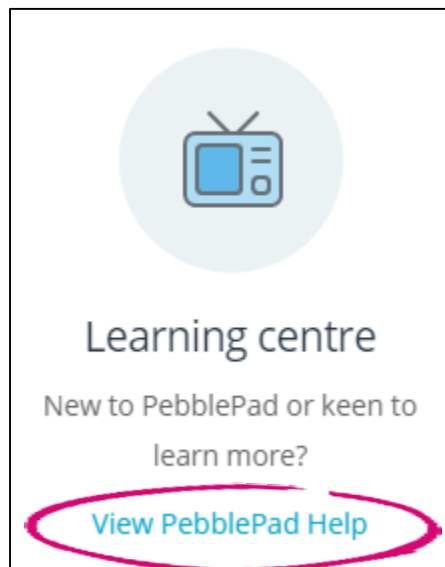 Learning centre
New to PebblePad or keen to
learn more?
View PebblePad Help